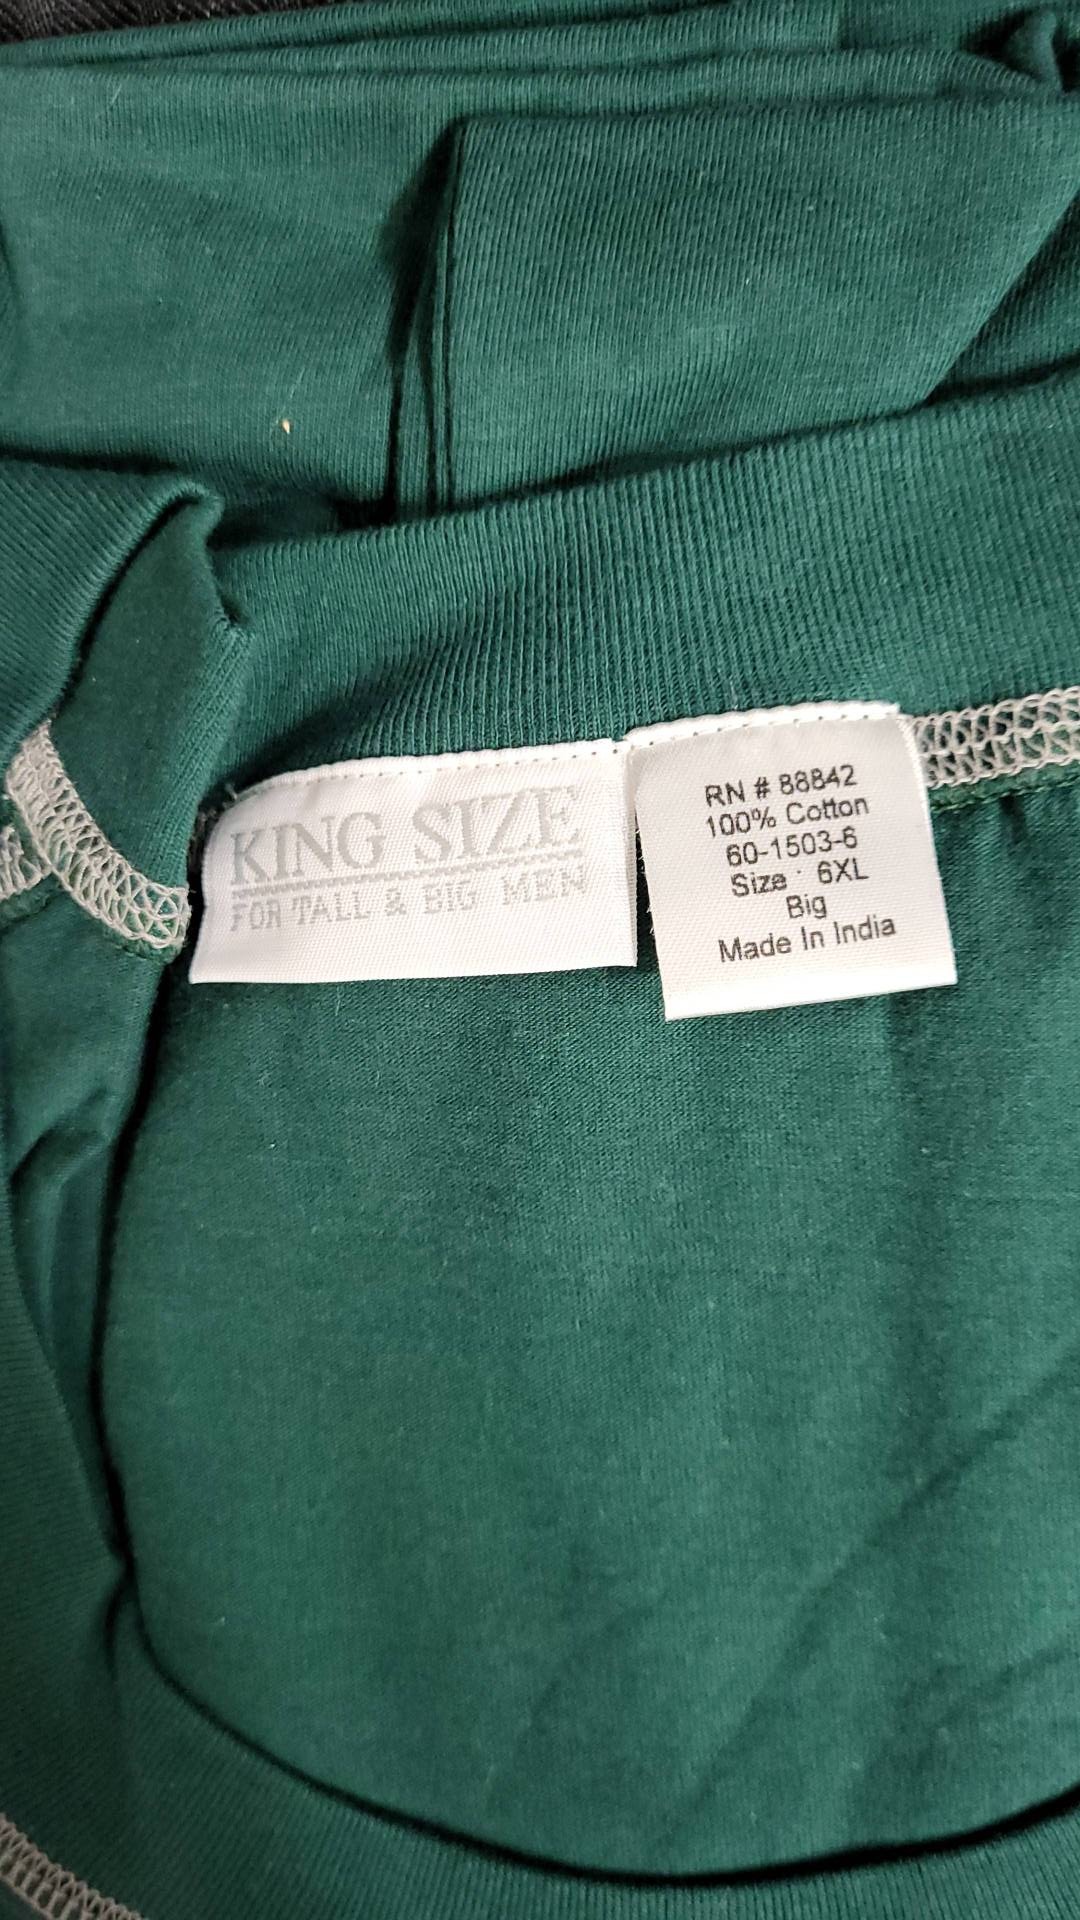 KING SIZE
FOR TALL & BIG MEN
RN # 88842
100% Cotton
60-1503-6
Size : 6XL
Big
Made In India